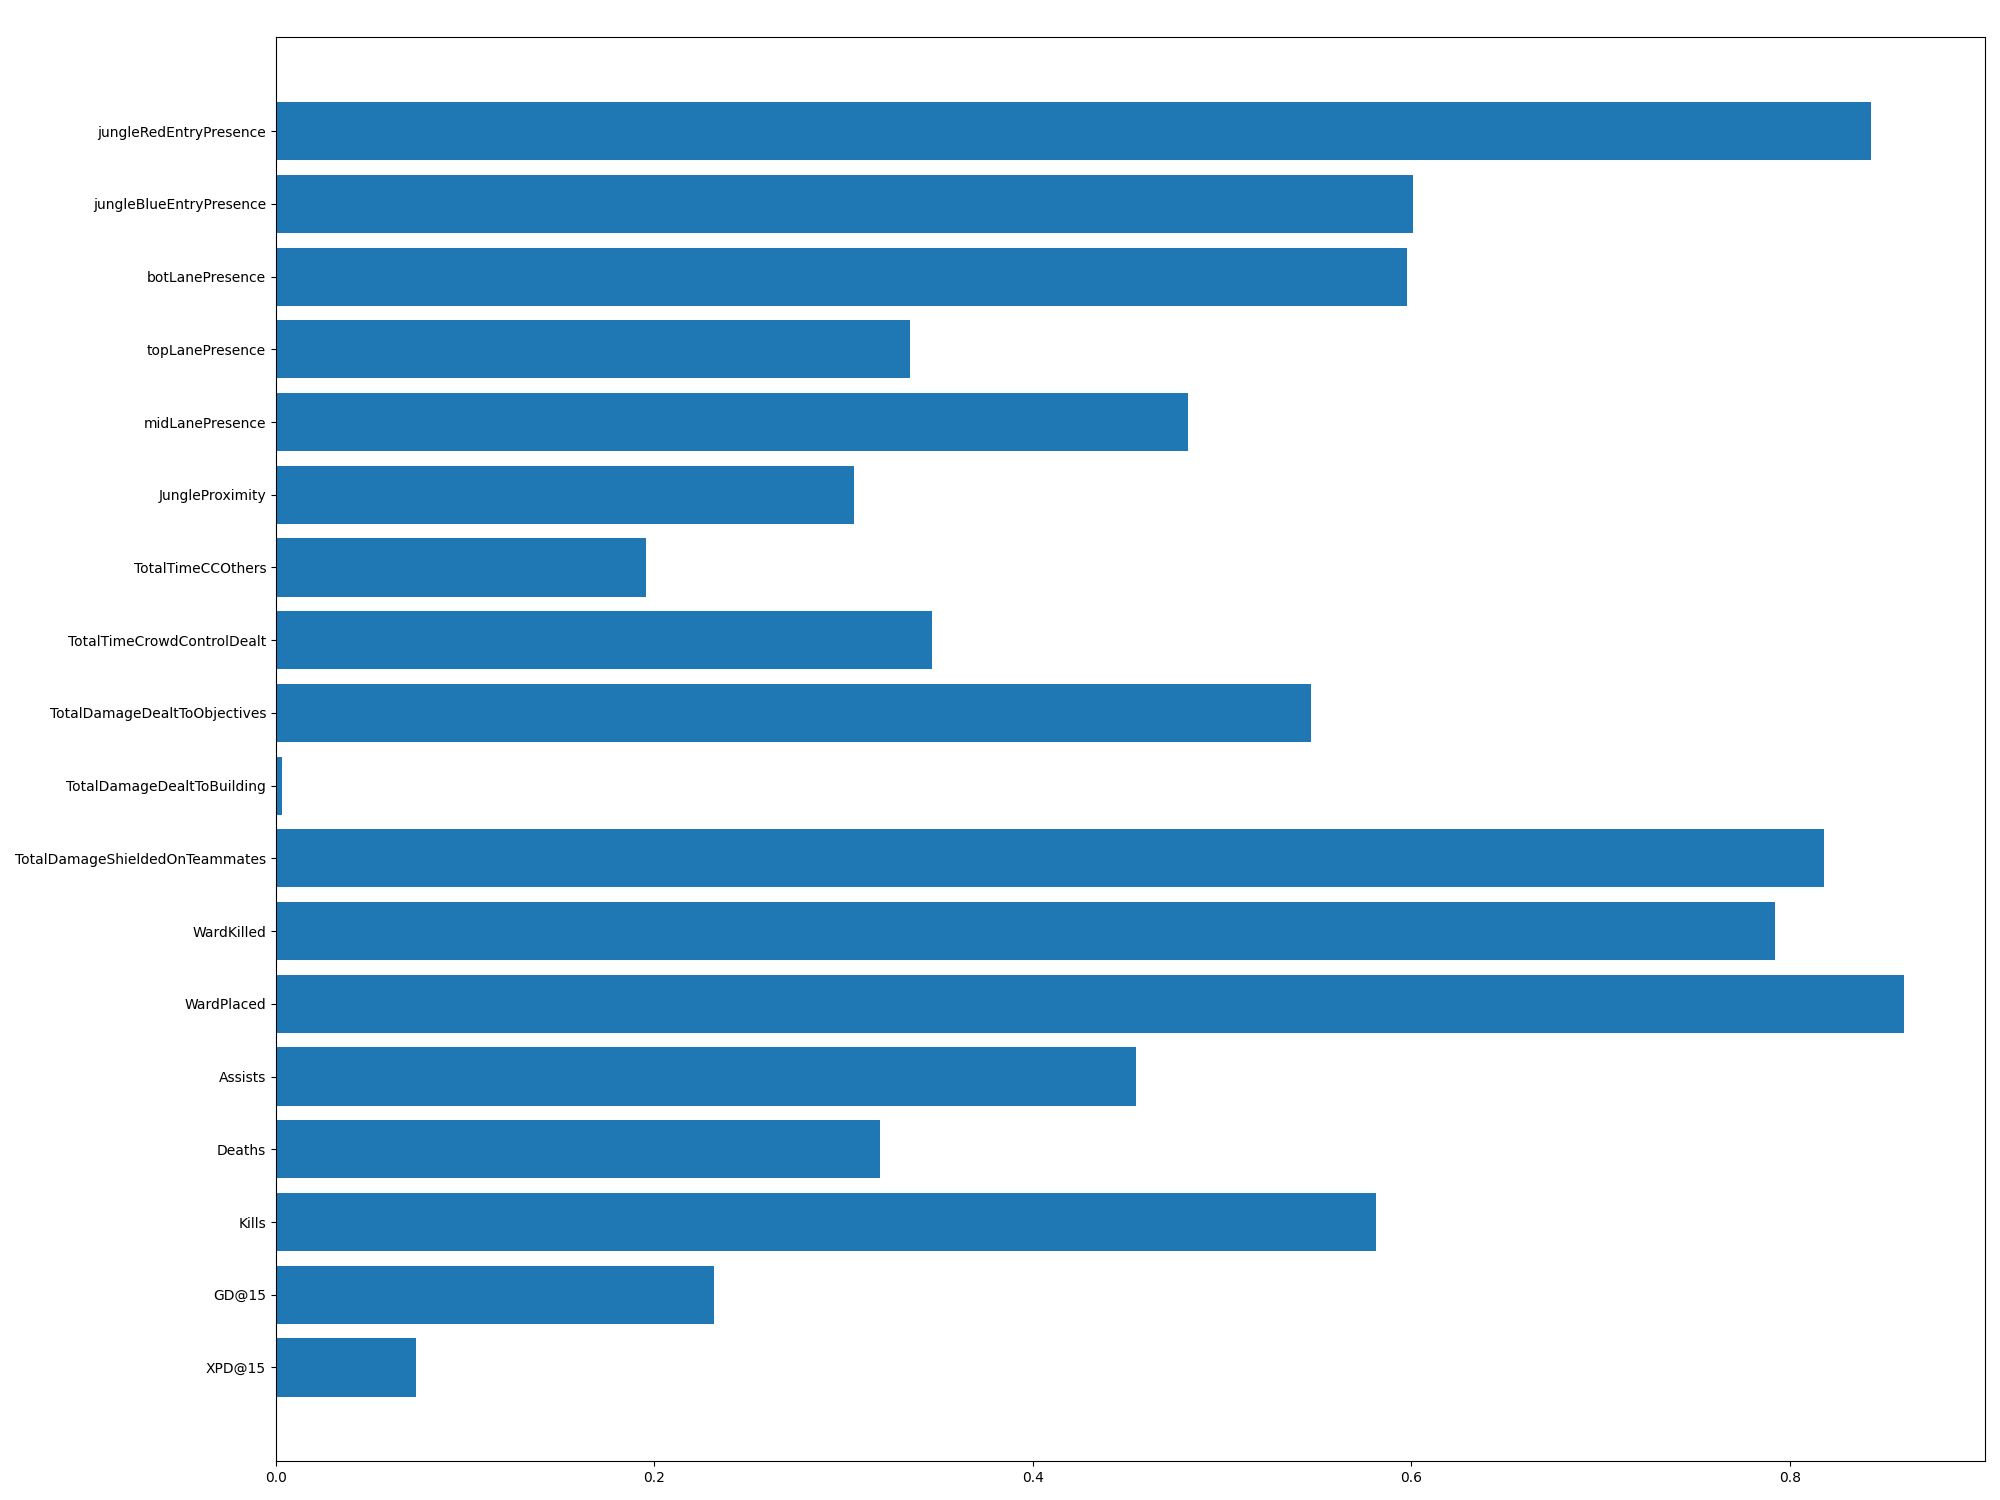 jungleRedEntryPresence
jungleBlueEntryPresence
botLanePresence
topLanePresence
midLanePresence
JungleProximity
TotalTimeCCOthers
TotalTimeCrowdControlDealt
TotalDamageDealtToObjectives
TotalDamageDealtToBuilding
TotalDamageShieldedOnTeammates
WardKilled
WardPlaced
Assists
Deaths
Kills
GD@15
XPD@15
0.0 0.2 0.4 0.6 0.8